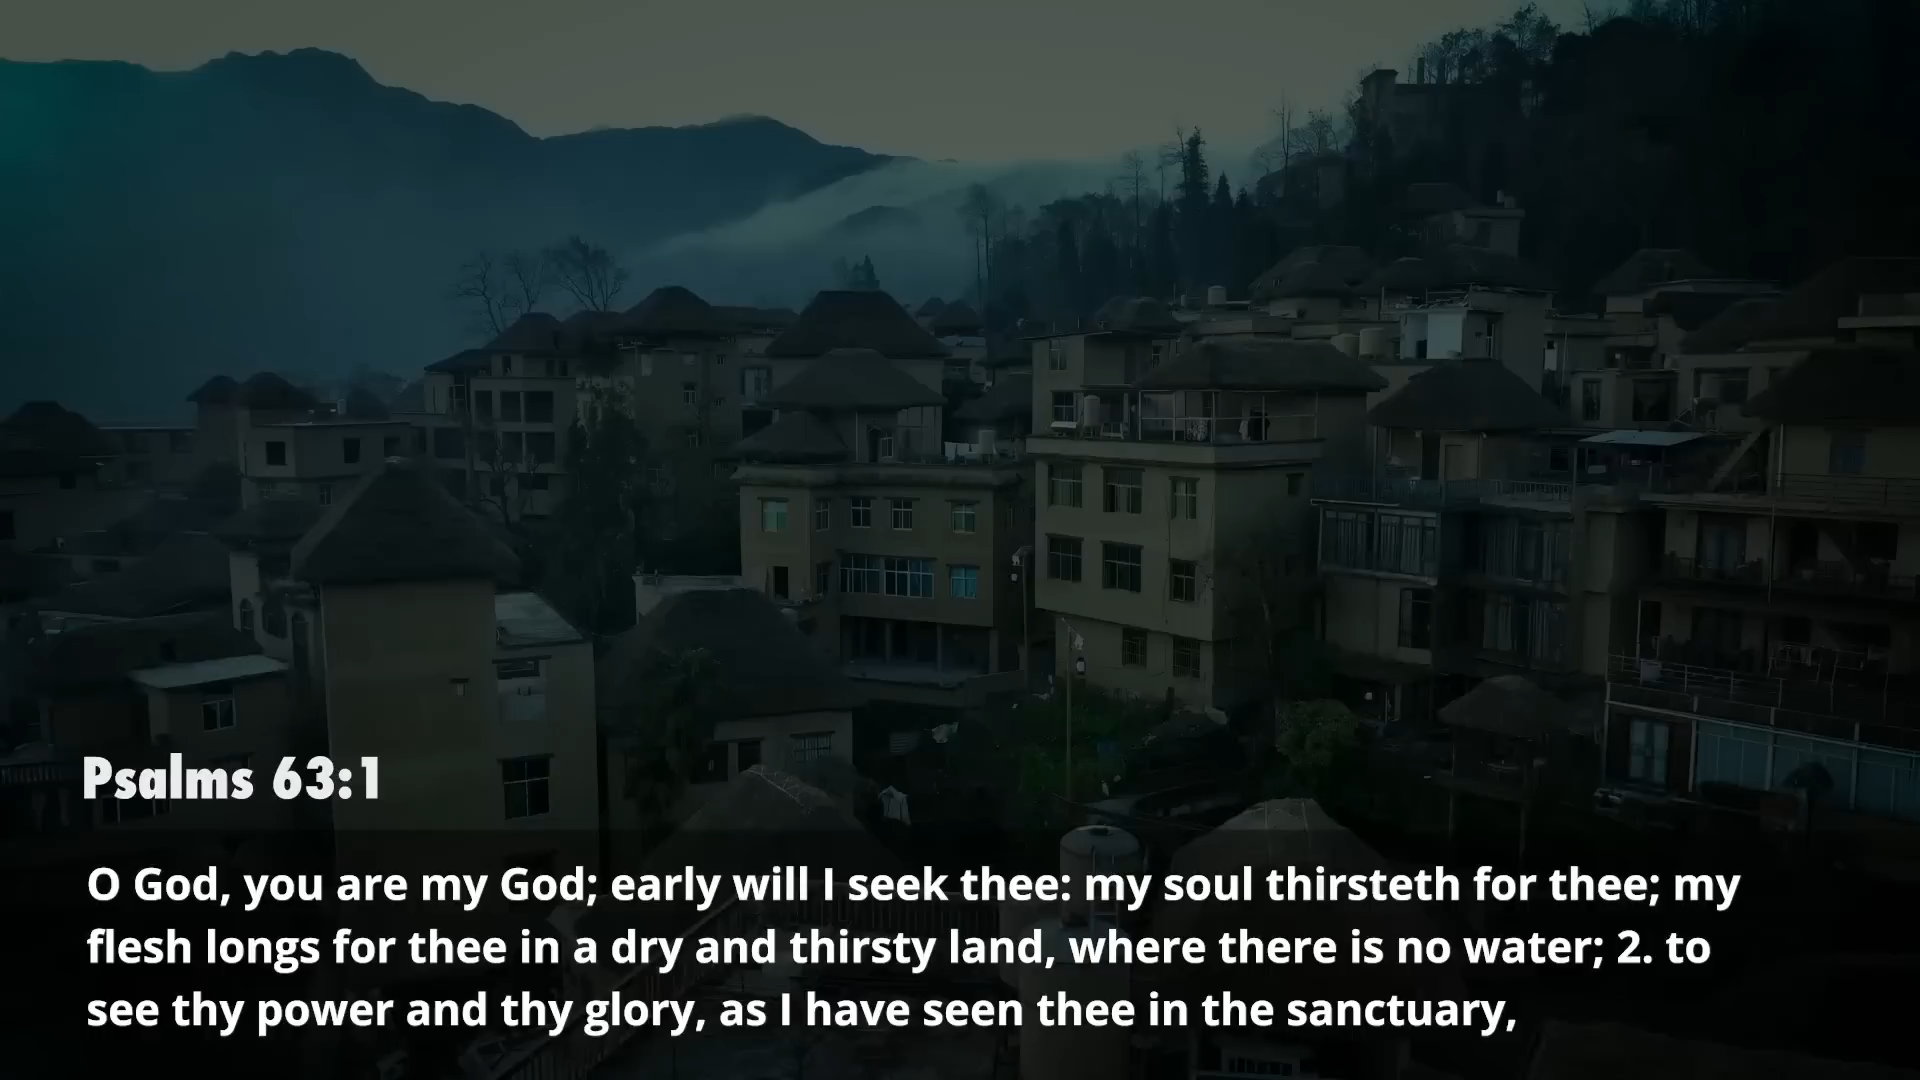 Psalms 63:1
O God, you are my God; early will I seek thee: my soul thirsteth for thee; my
flesh longs for thee in a dry and thirsty land, where there is no water; 2. to
see thy power and thy glory, as I have seen thee in the sanctuary,